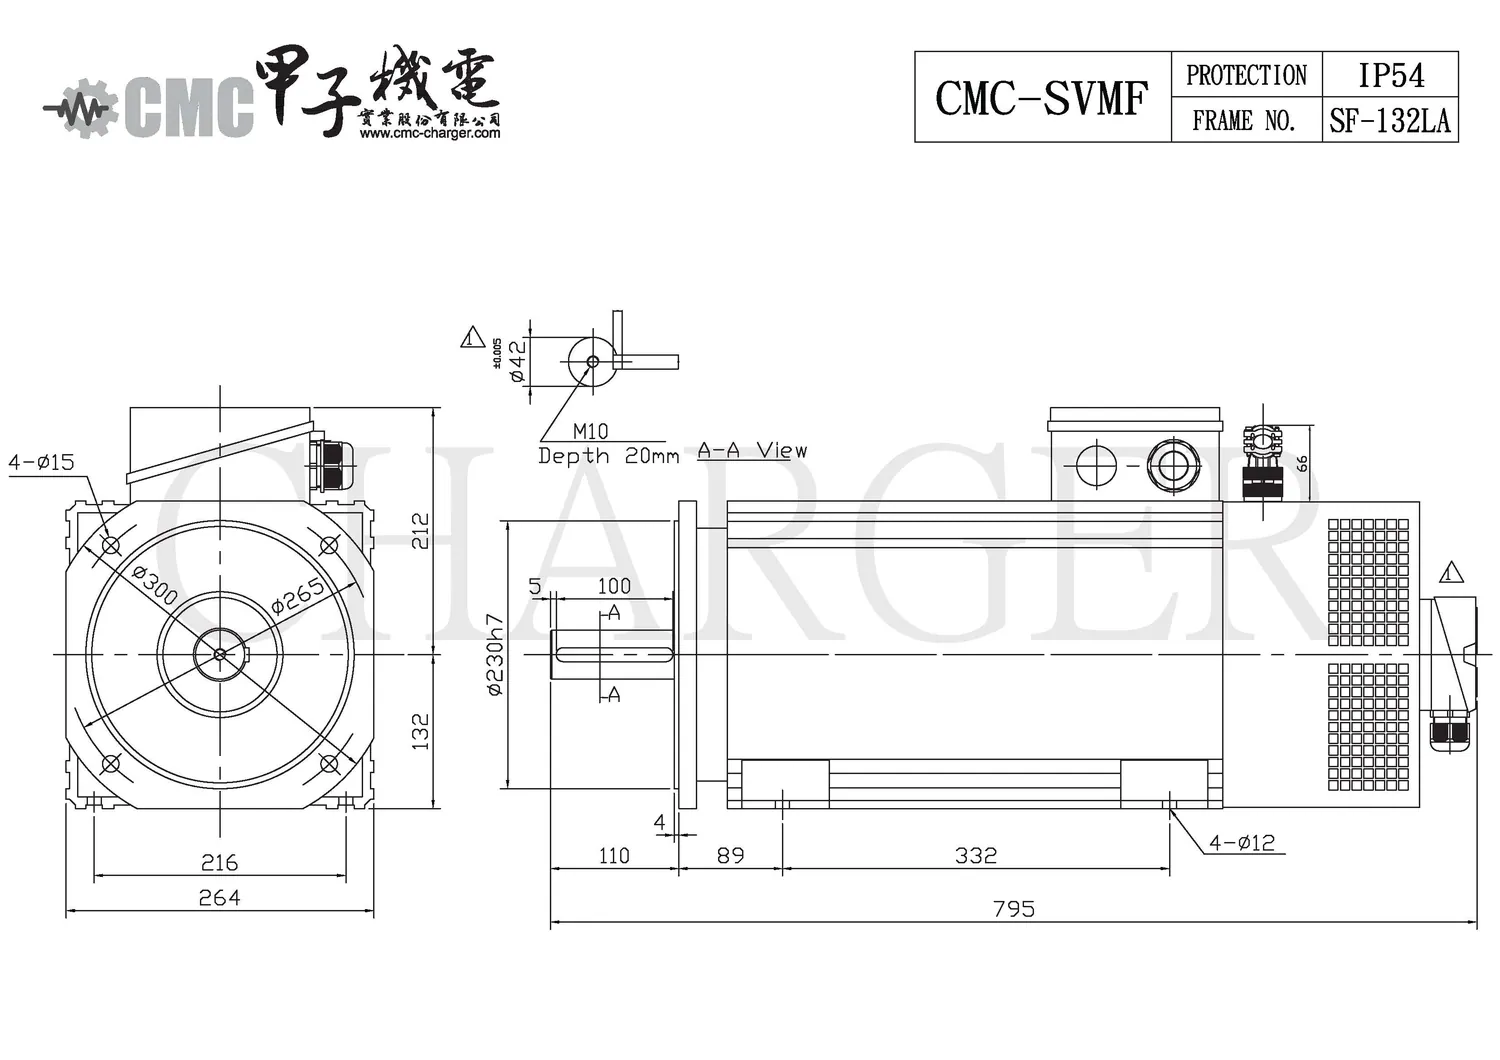 CMC 甲子機電
實業股份有限公司
www.cmc-charger.com
CMC-SVMF
PROTECTION
IP54
FRAME NO.
SF-132LA
1
±0.005
Ø42
M10
Depth 20mm
A-A View
4-Ø15
Ø300
Ø265
212
132
216
264
5
100
A
A
Ø230h7
4
110
89
332
795
4-Ø12
66
1
CHARGER